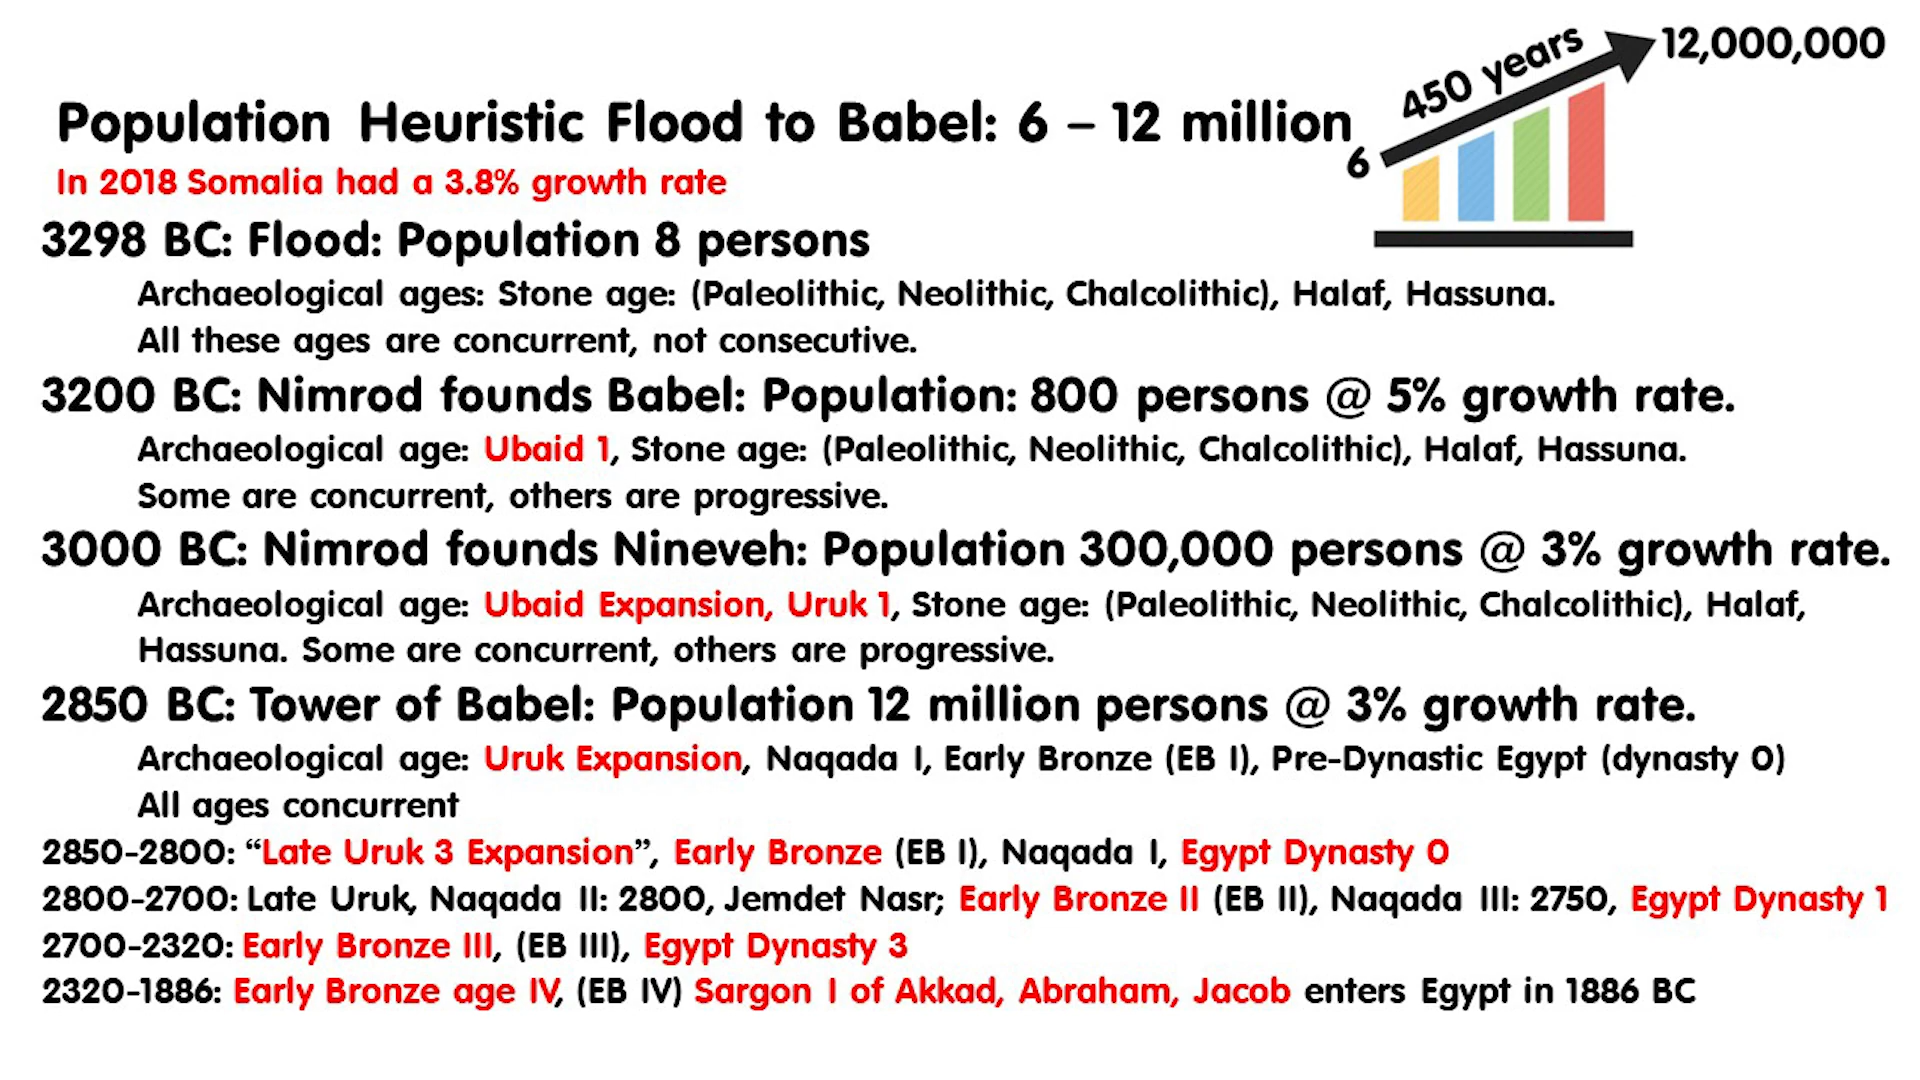 450 years
12,000,000
Population Heuristic Flood to Babel: 6 – 12 million
6
In 2018 Somalia had a 3.8% growth rate
3298 BC: Flood: Population 8 persons
Archaeological ages: Stone age: (Paleolithic, Neolithic, Chalcolithic), Halaf, Hassuna.
All these ages are concurrent, not consecutive.
3200 BC: Nimrod founds Babel: Population: 800 persons @ 5% growth rate.
Archaeological age: Ubaid 1, Stone age: (Paleolithic, Neolithic, Chalcolithic), Halaf, Hassuna.
Some are concurrent, others are progressive.
3000 BC: Nimrod founds Nineveh: Population 300,000 persons @ 3% growth rate.
Archaeological age: Ubaid Expansion, Uruk 1, Stone age: (Paleolithic, Neolithic, Chalcolithic), Halaf,
Hassuna. Some are concurrent, others are progressive.
2850 BC: Tower of Babel: Population 12 million persons @ 3% growth rate.
Archaeological age: Uruk Expansion, Naqada I, Early Bronze (EB I), Pre-Dynastic Egypt (dynasty 0)
All ages concurrent
2850-2800: “Late Uruk 3 Expansion”, Early Bronze (EB I), Naqada I, Egypt Dynasty 0
2800-2700: Late Uruk, Naqada II: 2800, Jemdet Nasr; Early Bronze II (EB II), Naqada III: 2750, Egypt Dynasty 1
2700-2320: Early Bronze III, (EB III), Egypt Dynasty 3
2320-1886: Early Bronze age IV, (EB IV) Sargon I of Akkad, Abraham, Jacob enters Egypt in 1886 BC